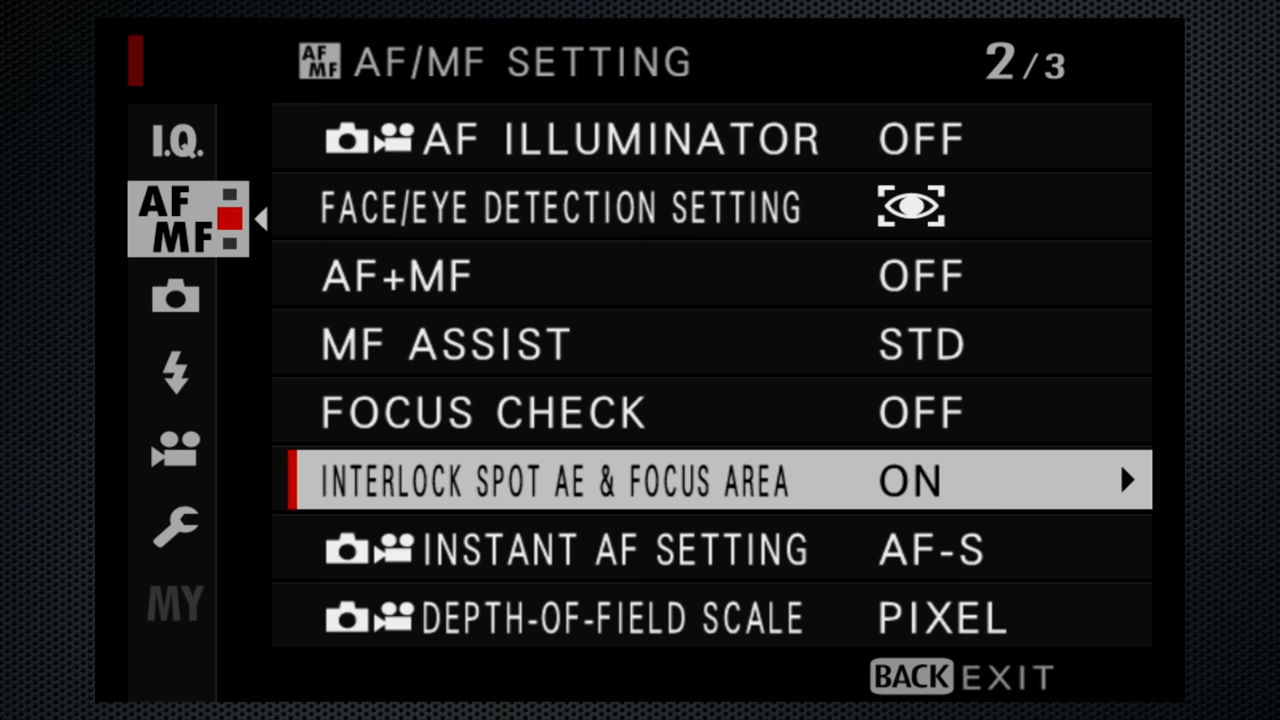 AF MF AF/MF SETTING 2/3
I.Q.
AF
MF
AF ILLUMINATOR OFF
FACE/EYE DETECTION SETTING
AF+MF OFF
MF ASSIST STD
FOCUS CHECK OFF
INTERLOCK SPOT AE & FOCUS AREA ON
INSTANT AF SETTING AF-S
MY
DEPTH-OF-FIELD SCALE PIXEL
BACK EXIT